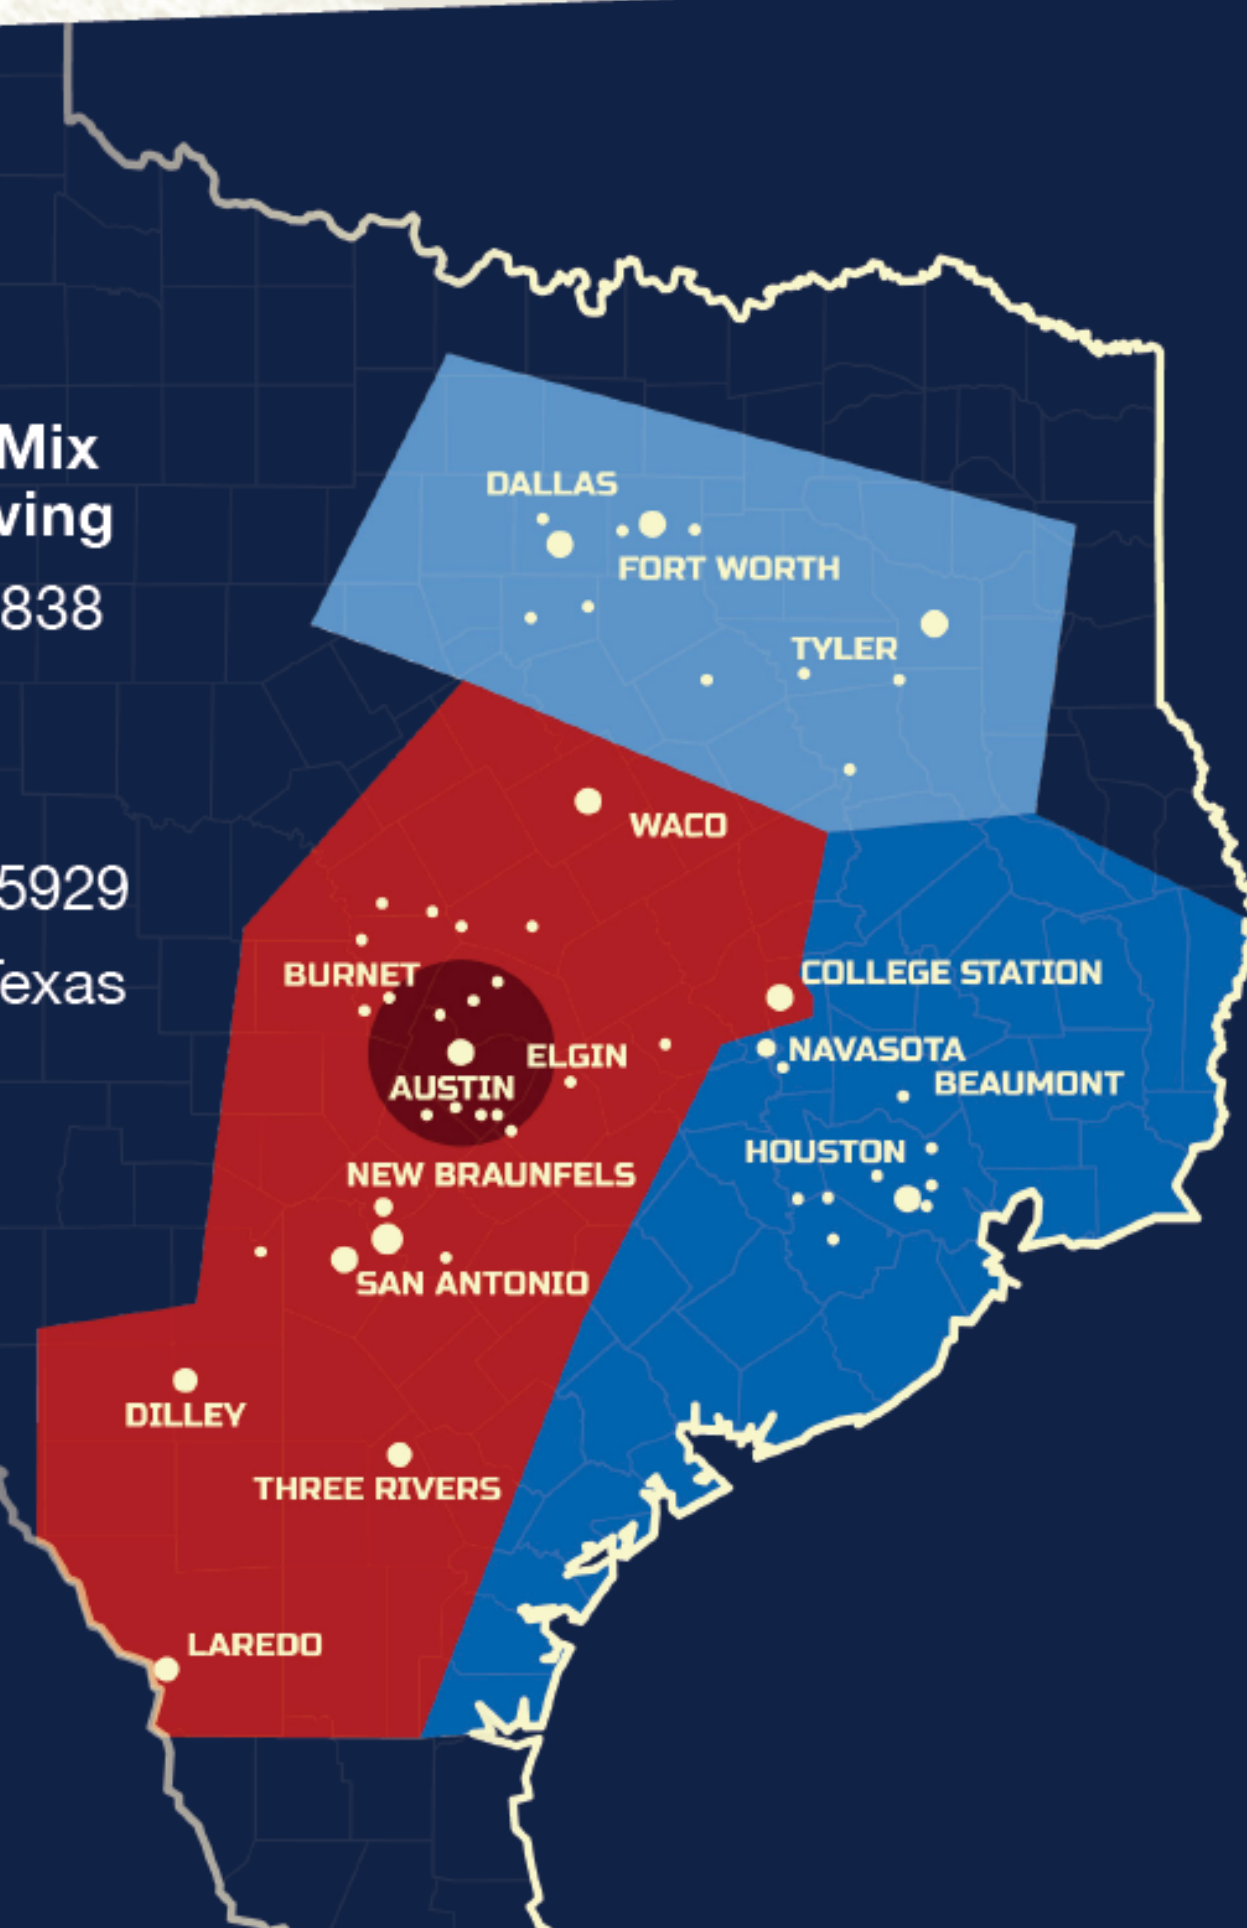 Mix
ving
838
5929
Texas
DALLAS
FORT WORTH
TYLER
WACO
BURNET
COLLEGE STATION
ELGIN
NAVASOTA
AUSTIN
BEAUMONT
HOUSTON
NEW BRAUNFELS
SAN ANTONIO
DILLEY
THREE RIVERS
LAREDO